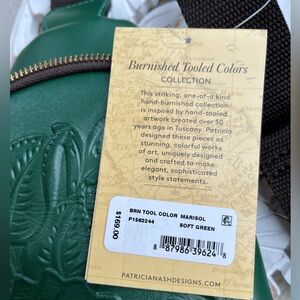 Burnished Tooled Colors
COLLECTION
This striking, one-of-a kind
hand-burnished collection
is inspired by hand-tooled
artwork created over 50
years ago in Tuscany. Patricia
designed these pieces as
stunning, colorful works
of art, uniquely designed
and crafted to make
elegant, sophisticated
style statements.
$169.00
BRN TOOL COLOR MARISOL
P1582244
SOFT GREEN
8 87986 39624 8
PATRICIANASHDESIGNS.COM